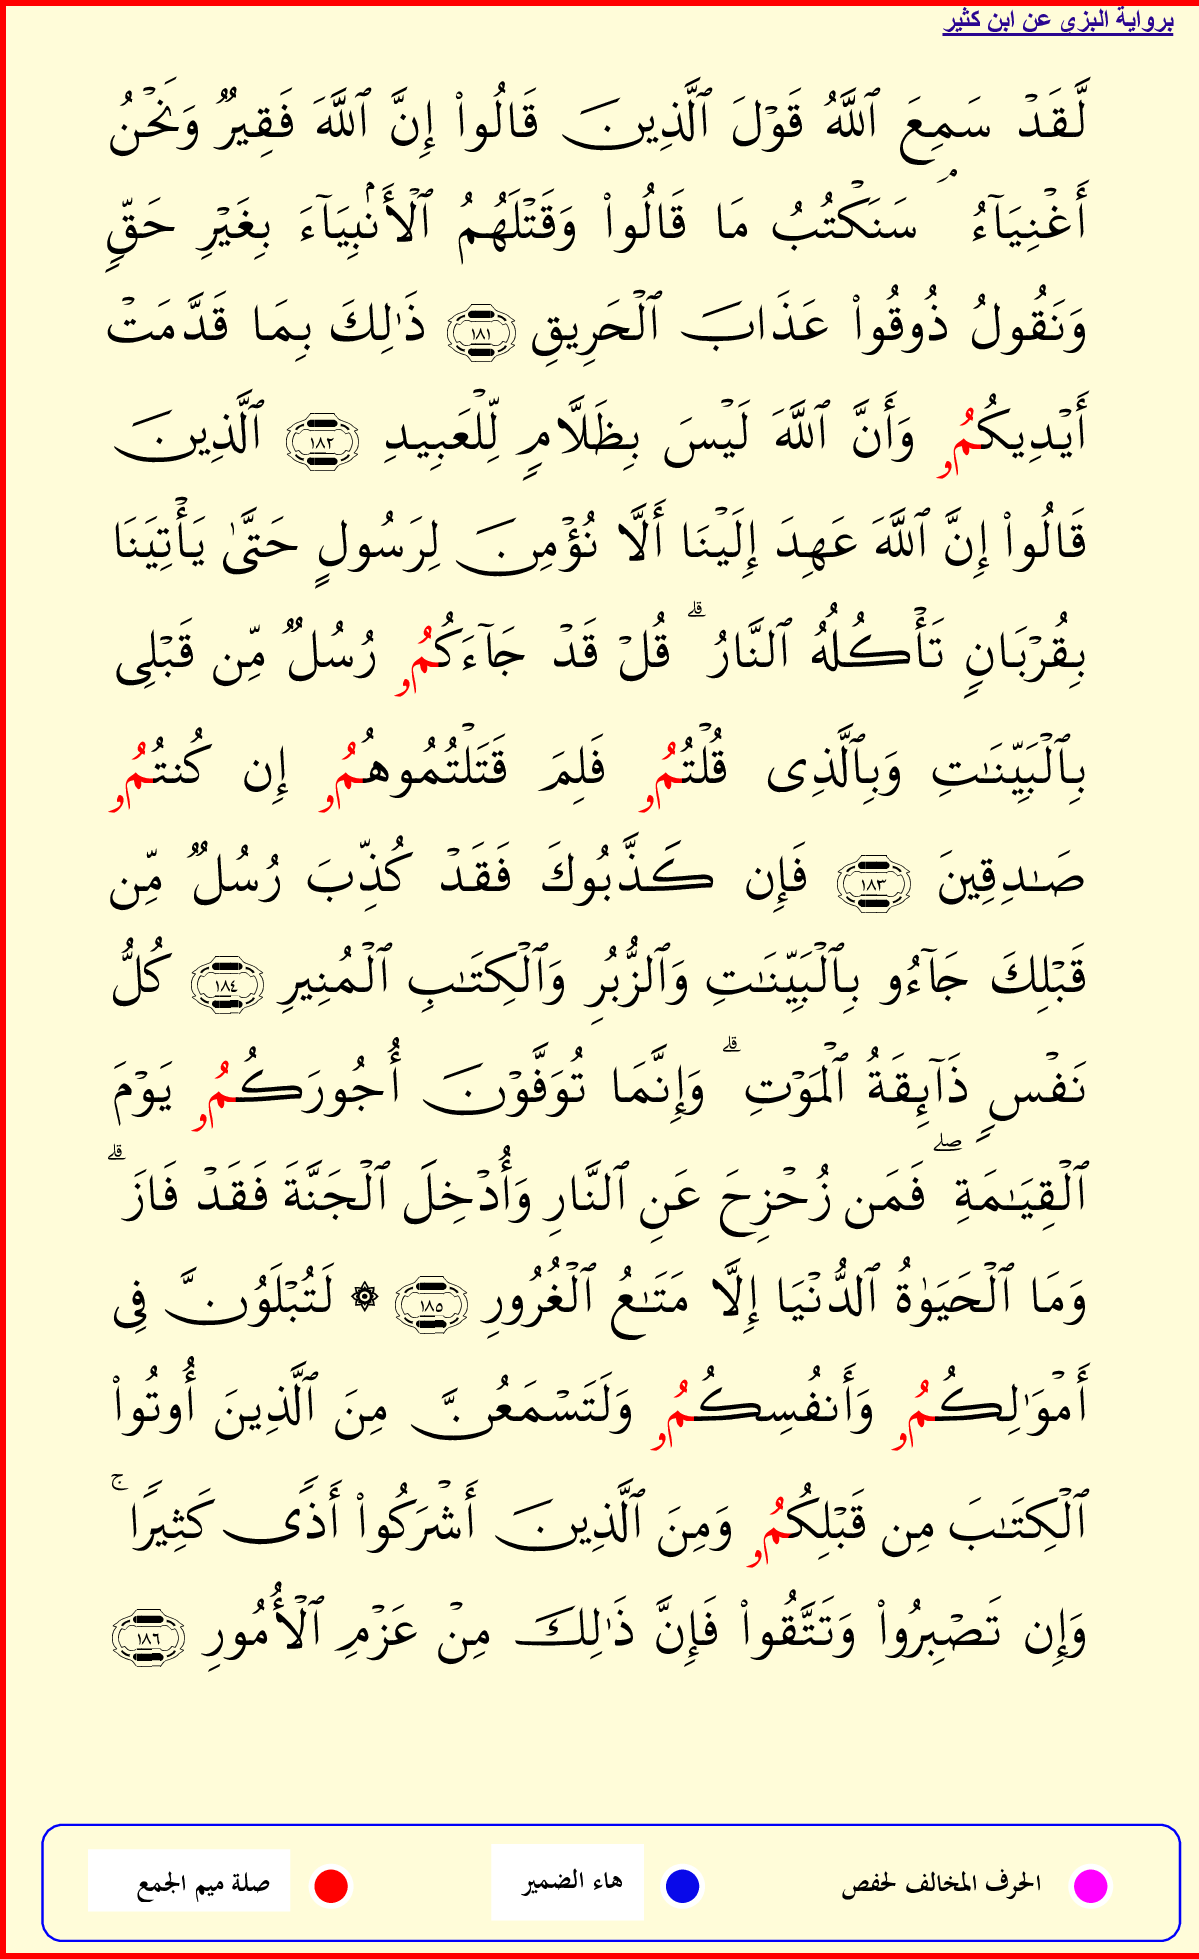 برواية البزي عن ابن كثير
لَّقَدْ سَمِعَ ٱللَّهُ قَوْلَ ٱلَّذِينَ قَالُوا۟ إِنَّ ٱللَّهَ فَقِيرٌ وَنَحْنُ
أَغْنِيَآءُ ۘ سَنَكْتُبُ مَا قَالُوا۟ وَقَتْلَهُمُ ٱلْأَنۢبِيَآءَ بِغَيْرِ حَقٍّ
وَنَقُولُ ذُوقُوا۟ عَذَابَ ٱلْحَرِيقِ ١٨١ ذَٰلِكَ بِمَا قَدَّمَتْ
أَيْدِيكُمُۥ وَأَنَّ ٱللَّهَ لَيْسَ بِظَلَّامٍ لِّلْعَبِيدِ ١٨٢ ٱلَّذِينَ
قَالُوا۟ إِنَّ ٱللَّهَ عَهِدَ إِلَيْنَا أَلَّا نُؤْمِنَ لِرَسُولٍ حَتَّىٰ يَأْتِيَنَا
بِقُرْبَانٍ تَأْكُلُهُ ٱلنَّارُ ۗ قُلْ قَدْ جَآءَكُمُۥ رُسُلٌ مِّن قَبْلِى
بِٱلْبَيِّنَـٰتِ وَبِٱلَّذِى قُلْتُمُۥ فَلِمَ قَتَلْتُمُوهُمُۥ إِن كُنتُمُۥ
صَـٰدِقِينَ ١٨٣ فَإِن كَذَّبُوكَ فَقَدْ كُذِّبَ رُسُلٌ مِّن
قَبْلِكَ جَآءُو بِٱلْبَيِّنَـٰتِ وَٱلزُّبُرِ وَٱلْكِتَـٰبِ ٱلْمُنِيرِ ١٨٤ كُلُّ
نَفْسٍ ذَآئِقَةُ ٱلْمَوْتِ ۗ وَإِنَّمَا تُوَفَّوْنَ أُجُورَكُمُۥ يَوْمَ
ٱلْقِيَـٰمَةِ ۖ فَمَن زُحْزِحَ عَنِ ٱلنَّارِ وَأُدْخِلَ ٱلْجَنَّةَ فَقَدْ فَازَ ۗ
وَمَا ٱلْحَيَوٰةُ ٱلدُّنْيَا إِلَّا مَتَـٰعُ ٱلْغُرُورِ ١٨٥ ۞ لَتُبْلَوُنَّ فِى
أَمْوَٰلِكُمُۥ وَأَنفُسِكُمُۥ وَلَتَسْمَعُنَّ مِنَ ٱلَّذِينَ أُوتُوا۟
ٱلْكِتَـٰبَ مِن قَبْلِكُمُۥ وَمِنَ ٱلَّذِينَ أَشْرَكُوا۟ أَذًى كَثِيرًا ۚ
وَإِن تَصْبِرُوا۟ وَتَتَّقُوا۟ فَإِنَّ ذَٰلِكَ مِنْ عَزْمِ ٱلْأُمُورِ ١٨٦
الحرف المخالف لحفص هاء الضمير صلة ميم الجمع